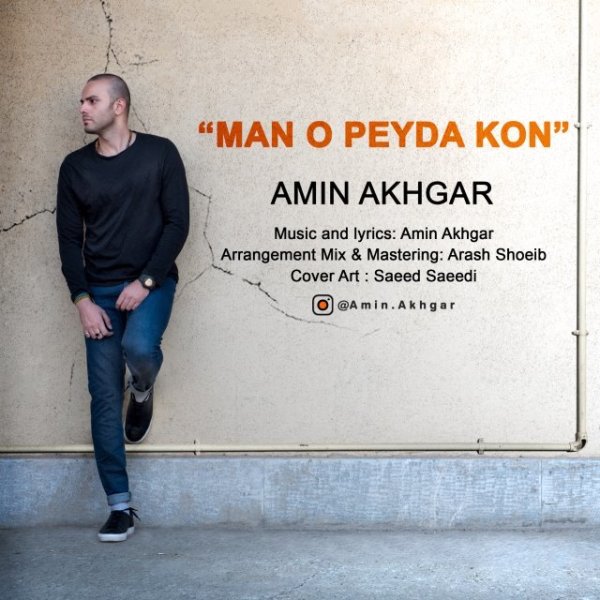 “MAN O PEYDA KON”
AMIN AKHGAR
Music and lyrics: Amin Akhgar
Arrangement Mix & Mastering: Arash Shoeib
Cover Art : Saeed Saeedi
@Amin.Akhgar